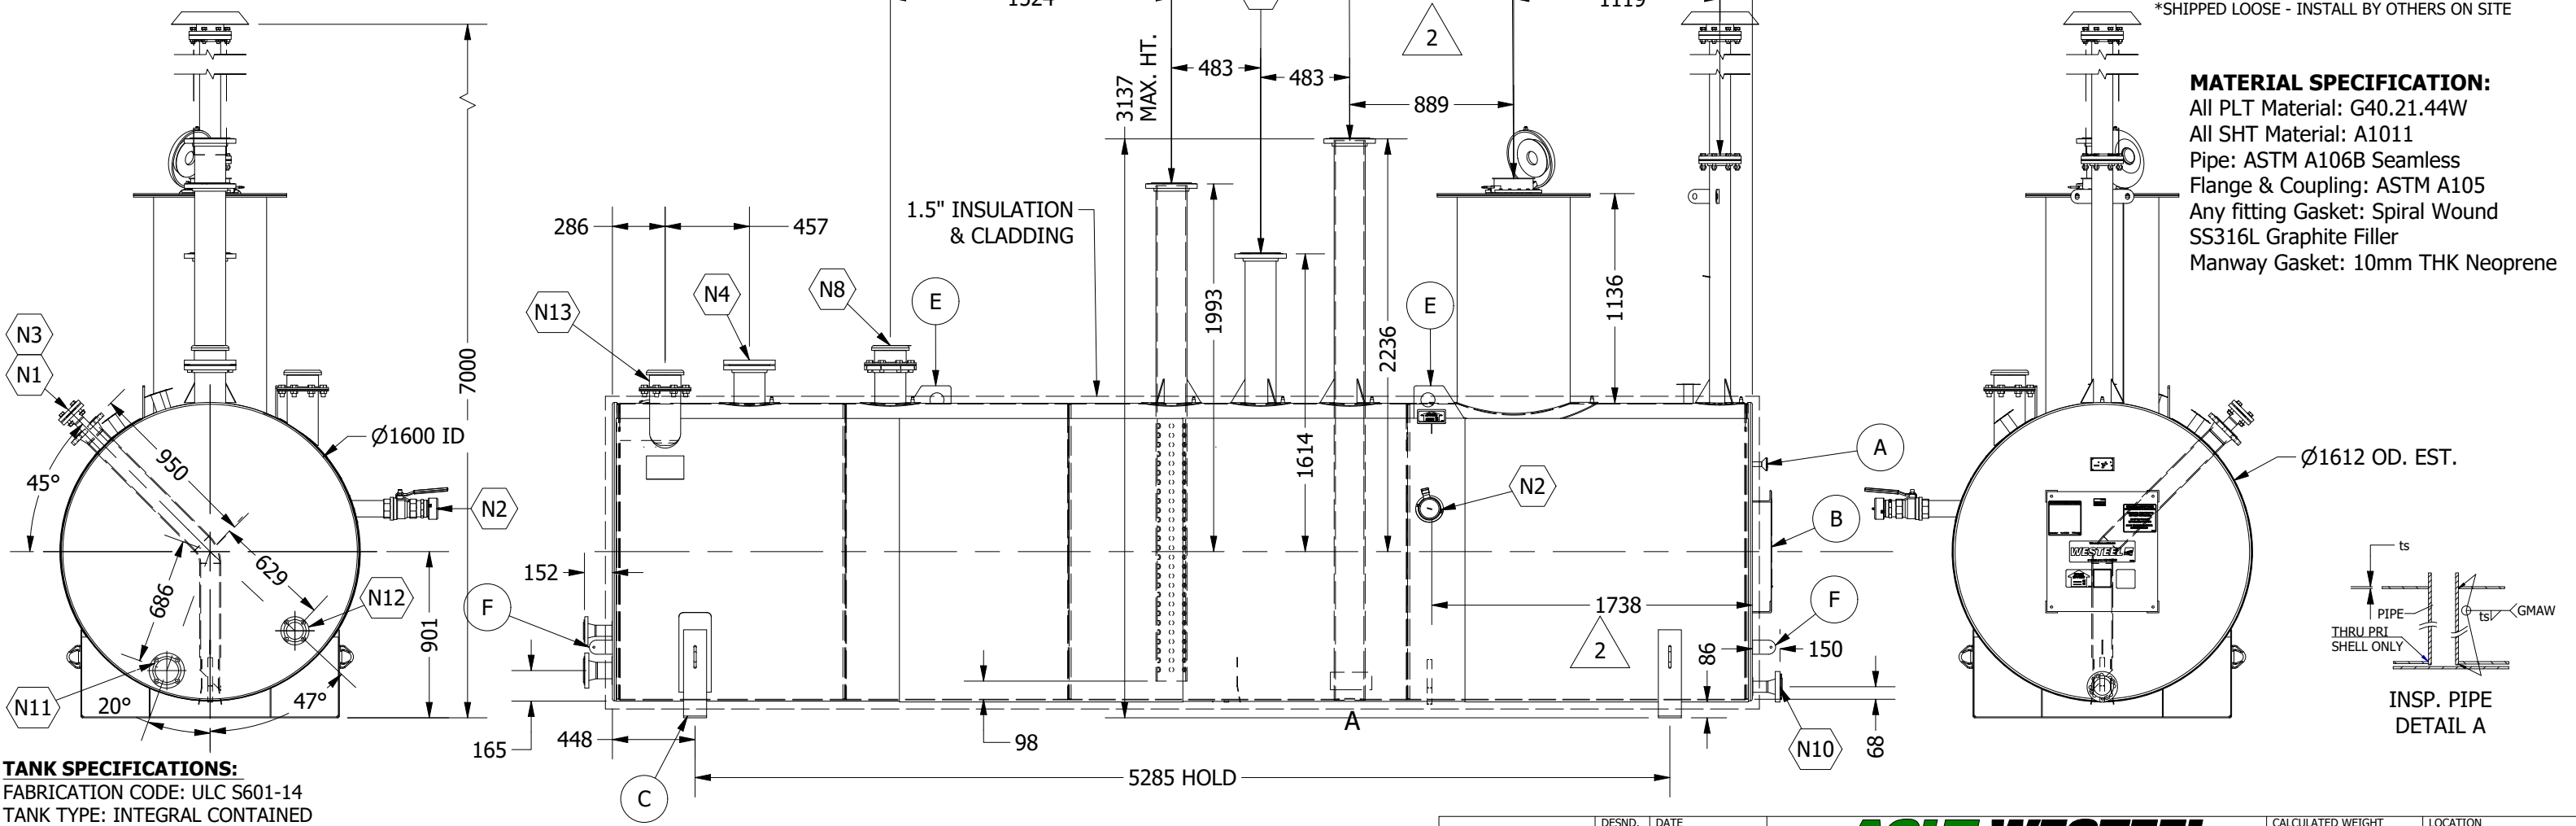 1524
1119
*SHIPPED LOOSE - INSTALL BY OTHERS ON SITE
2
3137
MAX. HT.
483
483
889
MATERIAL SPECIFICATION:
All PLT Material: G40.21.44W
All SHT Material: A1011
Pipe: ASTM A106B Seamless
Flange & Coupling: ASTM A105
Any fitting Gasket: Spiral Wound
SS316L Graphite Filler
Manway Gasket: 10mm THK Neoprene
1.5" INSULATION
& CLADDING
286
457
N13
N4
N8
E
1993
1614
2236
E
1136
N3
N1
7000
Ø1600 ID
950
45°
629
686
N2
N12
901
N11
20°
47°
A
N2
B
Ø1612 OD. EST.
WESTEEL
152
F
1738
2
86
F
150
165
448
98
A
N10
68
C
5285 HOLD
ts
PIPE
ts
GMAW
THRU PRI
SHELL ONLY
INSP. PIPE
DETAIL A
TANK SPECIFICATIONS:
FABRICATION CODE: ULC S601-14
TANK TYPE: INTEGRAL CONTAINED
DESND.
DATE
AGI WESTEEL
CALCULATED WEIGHT
LOCATION